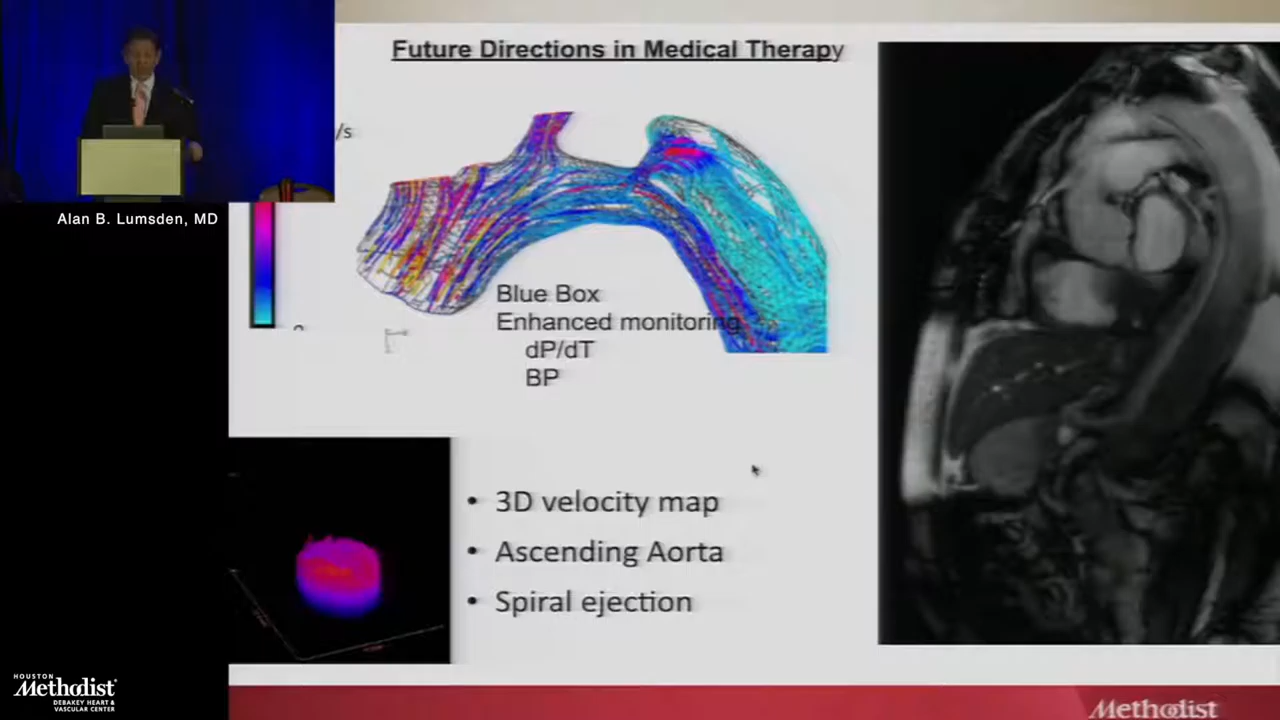 Future Directions in Medical Therapy
/s
Alan B. Lumsden, MD
Blue Box
Enhanced monitoring
dP/dT
BP
• 3D velocity map
• Ascending Aorta
• Spiral ejection
HOUSTON
Methodist
DEBAKEY HEART &
VASCULAR CENTER
Methodist